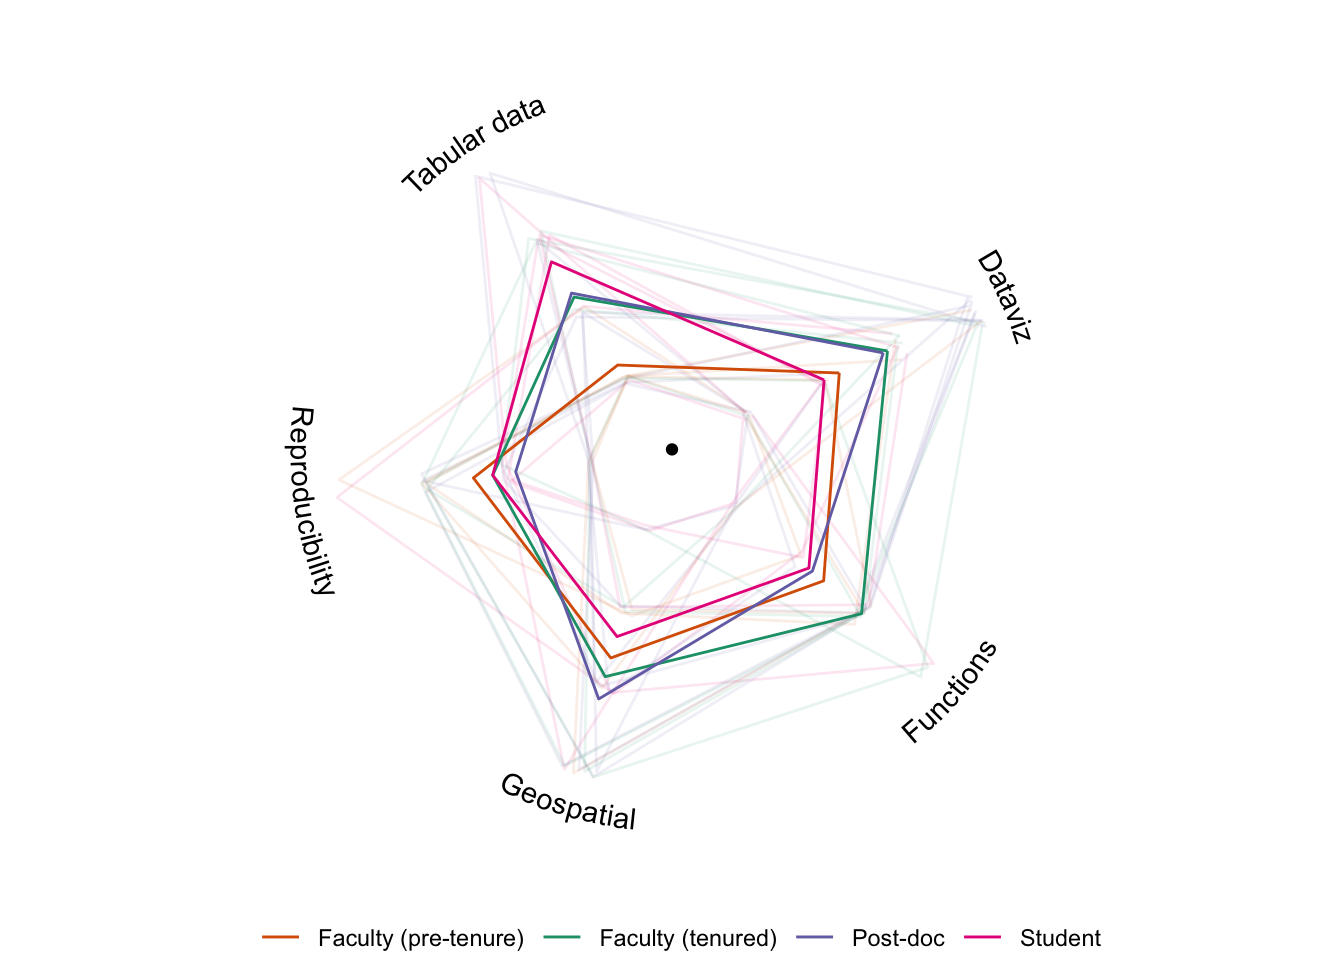 Tabular data
Dataviz
Reproducibility
Functions
Geospatial
Faculty (pre-tenure) Faculty (tenured) Post-doc Student